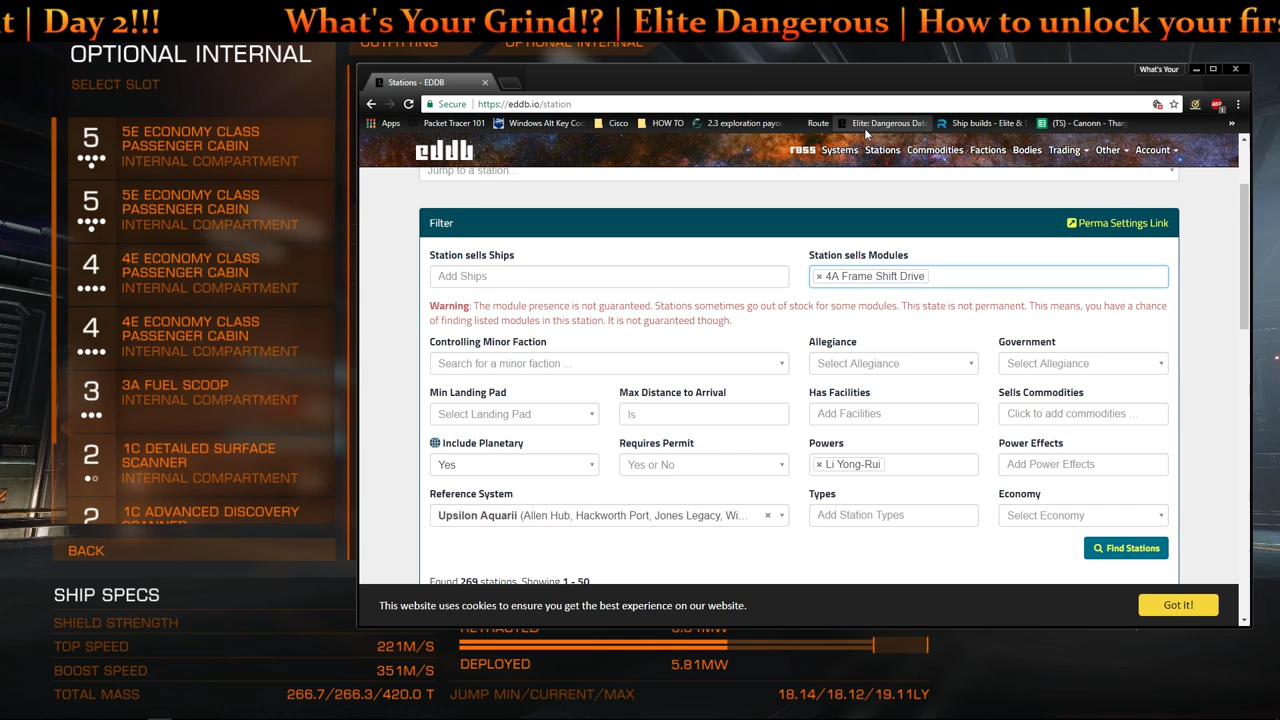 t | Day 2!!! What's Your Grind!? | Elite Dangerous | How to unlock your firs
OPTIONAL INTERNAL
SELECT SLOT
5 5E ECONOMY CLASS
PASSENGER CABIN
INTERNAL COMPARTMENT
5 5E ECONOMY CLASS
PASSENGER CABIN
INTERNAL COMPARTMENT
4 4E ECONOMY CLASS
PASSENGER CABIN
INTERNAL COMPARTMENT
4 4E ECONOMY CLASS
PASSENGER CABIN
INTERNAL COMPARTMENT
3 3A FUEL SCOOP
INTERNAL COMPARTMENT
2 1C DETAILED SURFACE
SCANNER
INTERNAL COMPARTMENT
2 1C ADVANCED DISCOVERY
SCANNER
BACK
SHIP SPECS
SHIELD STRENGTH
TOP SPEED 221M/S
BOOST SPEED 351M/S
TOTAL MASS 266.7/266.3/420.0 T
OUTFITTING OPTIONAL INTERNAL
What's Your
Stations - EDDB
Secure https://eddb.io/station
Apps Packet Tracer 101 Windows Alt Key Co Cisco HOW TO 2.3 exploration payo Route Elite: Dangerous Dat Ship builds - Elite & (TS) - Canonn - Tharg »
eddb ross Systems Stations Commodities Factions Bodies Trading Other Account
Jump to a station...
Filter Perma Settings Link
Station sells Ships Station sells Modules
Add Ships × 4A Frame Shift Drive
Warning: The module presence is not guaranteed. Stations sometimes go out of stock for some modules. This state is not permanent. This means, you have a chance
of finding listed modules in this station. It is not guaranteed though.
Controlling Minor Faction Allegiance Government
Search for a minor faction ... Select Allegiance Select Allegiance
Min Landing Pad Max Distance to Arrival Has Facilities Sells Commodities
Select Landing Pad ls Add Facilities Click to add commodities ...
Include Planetary Requires Permit Powers Power Effects
Yes Yes or No × Li Yong-Rui Add Power Effects
Reference System Types Economy
Upsilon Aquarii (Allen Hub, Hackworth Port, Jones Legacy, Wi... × Add Station Types Select Economy
Find Stations
Found 269 stations. Showing 1 - 50
This website uses cookies to ensure you get the best experience on our website. Got it!
RETRACTED
DEPLOYED 5.81MW
JUMP MIN/CURRENT/MAX 18.14/18.12/19.11LY